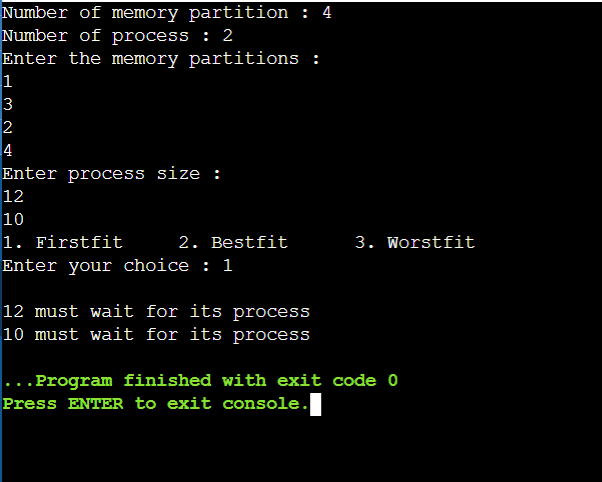 Number of memory partition : 4
Number of process : 2
Enter the memory partitions :
1
3
2
4
Enter process size :
12
10
1. Firstfit     2. Bestfit      3. Worstfit
Enter your choice : 1
12 must wait for its process
10 must wait for its process
...Program finished with exit code 0
Press ENTER to exit console.